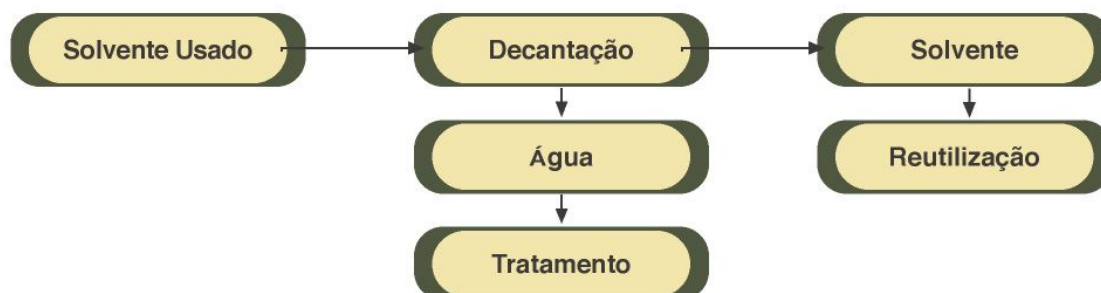 Solvente Usado
Decantação
Solvente
Água
Reutilização
Tratamento